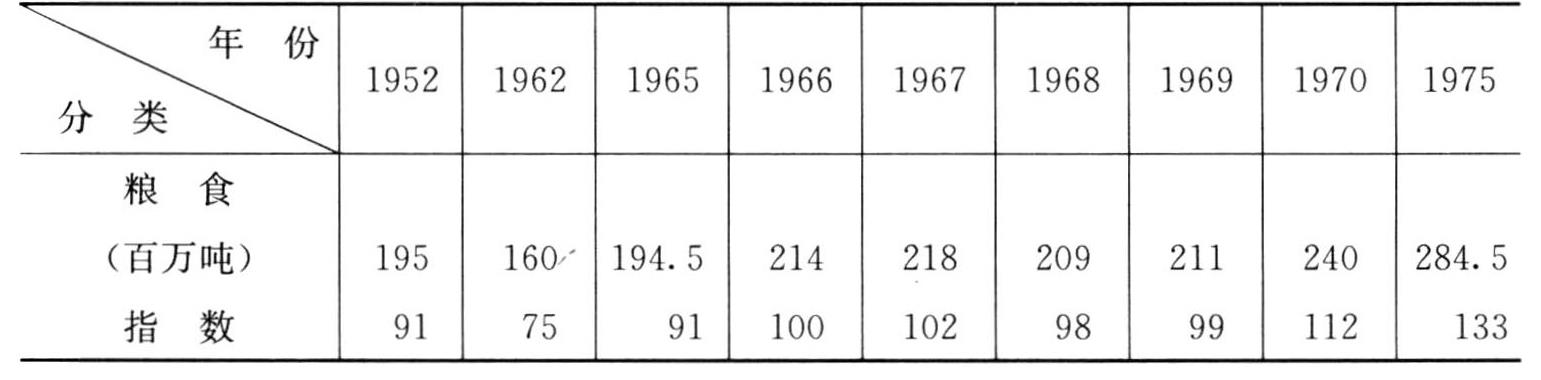 年 份
分 类
1952 1962 1965 1966 1967 1968 1969 1970 1975
粮 食
(百万吨) 195 160 194.5 214 218 209 211 240 284.5
指 数 91 75 91 100 102 98 99 112 133